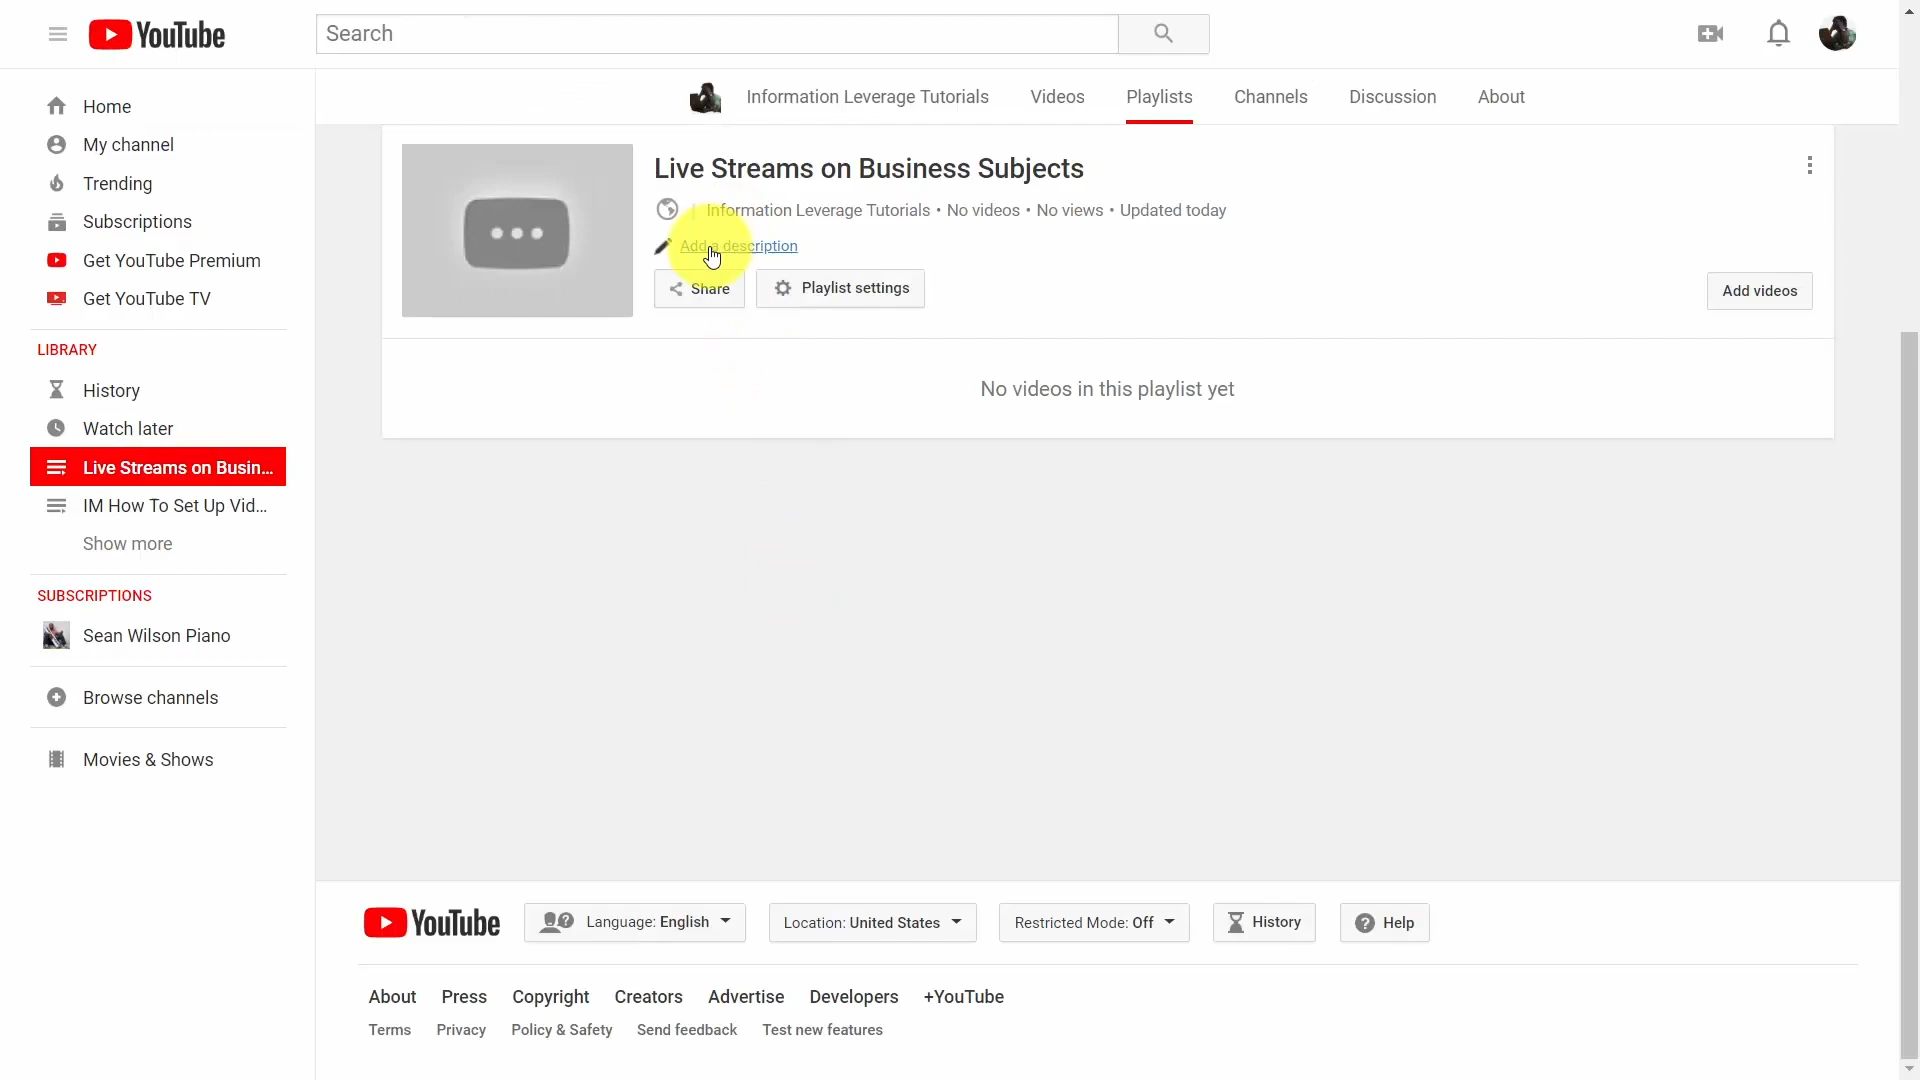 YouTube
Search
Home
My channel
Trending
Subscriptions
Get YouTube Premium
Get YouTube TV
LIBRARY
History
Watch later
Live Streams on Busin...
IM How To Set Up Vid...
Show more
SUBSCRIPTIONS
Sean Wilson Piano
Browse channels
Movies & Shows
Information Leverage Tutorials Videos Playlists Channels Discussion About
Live Streams on Business Subjects
Information Leverage Tutorials • No videos • No views • Updated today
Add a description
Share Playlist settings
Add videos
No videos in this playlist yet
YouTube Language: English Location: United States Restricted Mode: Off History Help
About Press Copyright Creators Advertise Developers +YouTube
Terms Privacy Policy & Safety Send feedback Test new features